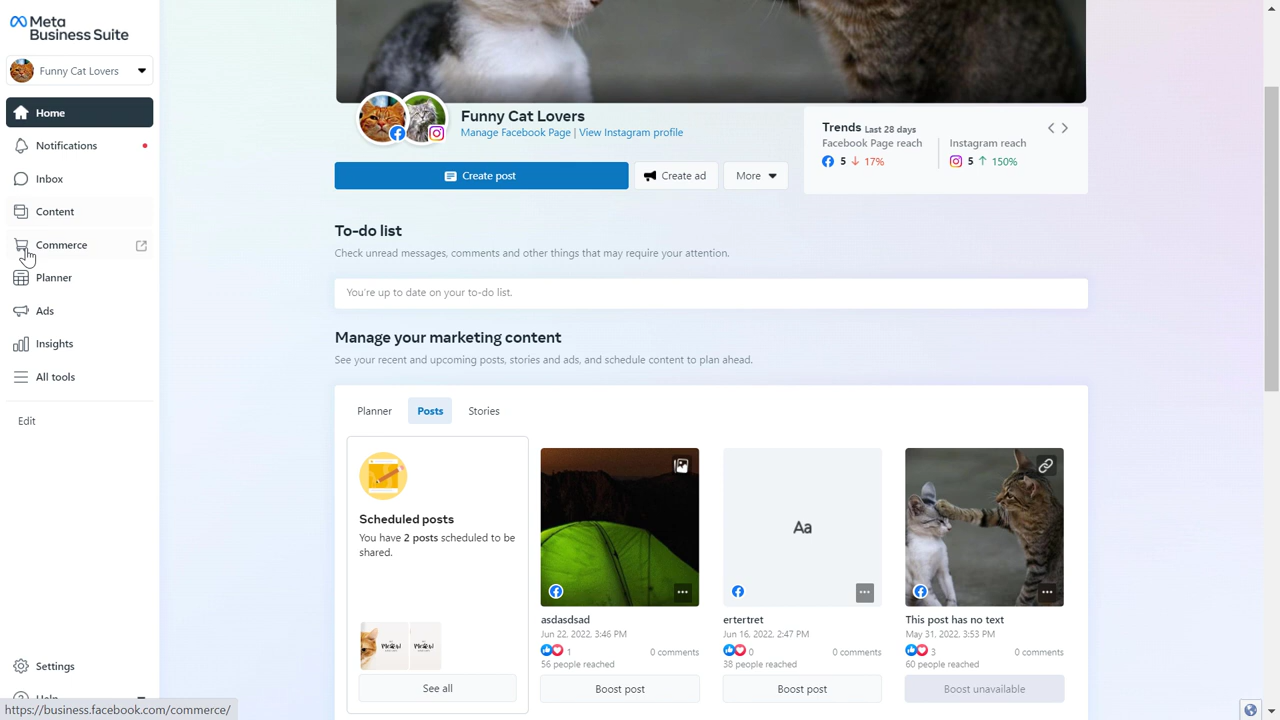 Meta
Business Suite
Funny Cat Lovers
Home
Notifications
Inbox
Content
Commerce
Planner
Ads
Insights
All tools
Edit
Settings
Help
https://business.facebook.com/commerce/
Funny Cat Lovers
Manage Facebook Page | View Instagram profile
Create post
Create ad
More
Trends Last 28 days
Facebook Page reach
Instagram reach
5 ↓ 17%
5 ↑ 150%
To-do list
Check unread messages, comments and other things that may require your attention.
You're up to date on your to-do list.
Manage your marketing content
See your recent and upcoming posts, stories and ads, and schedule content to plan ahead.
Planner
Posts
Stories
Scheduled posts
You have 2 posts scheduled to be
shared.
See all
asdasdsad
Jun 22, 2022, 3:46 PM
1
0 comments
56 people reached
Boost post
Aa
ertertret
Jun 16, 2022, 2:47 PM
0
0 comments
38 people reached
Boost post
This post has no text
May 31, 2022, 3:53 PM
3
0 comments
60 people reached
Boost unavailable